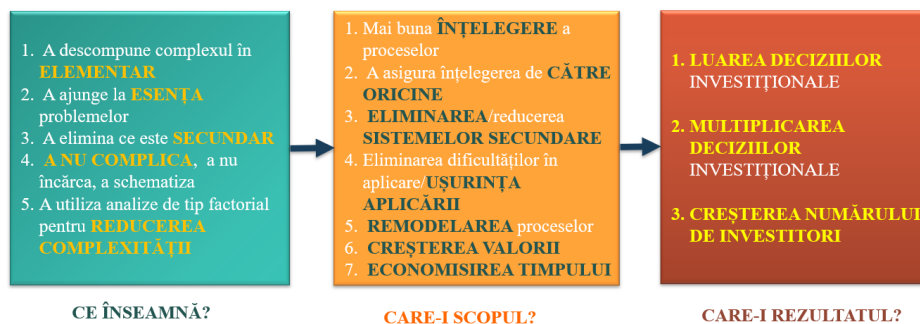 1. A descompune complexul în
ELEMENTAR
2. A ajunge la ESENȚA
problemelor
3. A elimina ce este SECUNDAR
4. A NU COMPLICA, a nu
încărca, a schematiza
5. A utiliza analize de tip factorial
pentru REDUCEREA
COMPLEXITĂȚII
CE ÎNSEAMNĂ?
1. Mai buna ÎNȚELEGERE a
proceselor
2. A asigura înțelegerea de CĂTRE
ORICINE
3. ELIMINAREA/reducerea
SISTEMELOR SECUNDARE
4. Eliminarea dificultăților în
aplicare/UȘURINȚA
APLICĂRII
5. REMODELAREA proceselor
6. CREȘTEREA VALORII
7. ECONOMISIREA TIMPULUI
CARE-I SCOPUL?
1. LUAREA DECIZIILOR
INVESTIȚIONALE
2. MULTIPLICAREA
DECIZIILOR
INVESTIȚIONALE
3. CREȘTEREA NUMĂRULUI
DE INVESTITORI
CARE-I REZULTATUL?